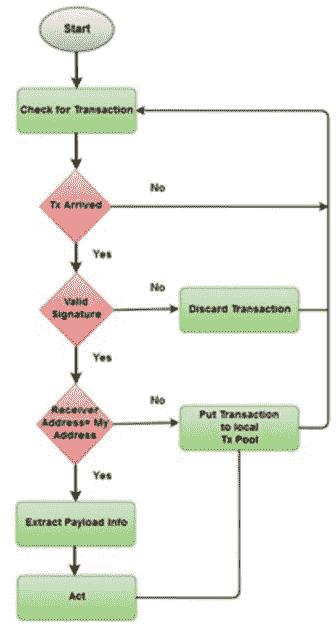 Start
Check for Transaction
No
Tx Arrived
Yes
No
Valid
Signature
Discard Transaction
Yes
No
Receiver
Address= My
Address
Put Transaction
to local
Tx Pool
Yes
Extract Payload Info
Act